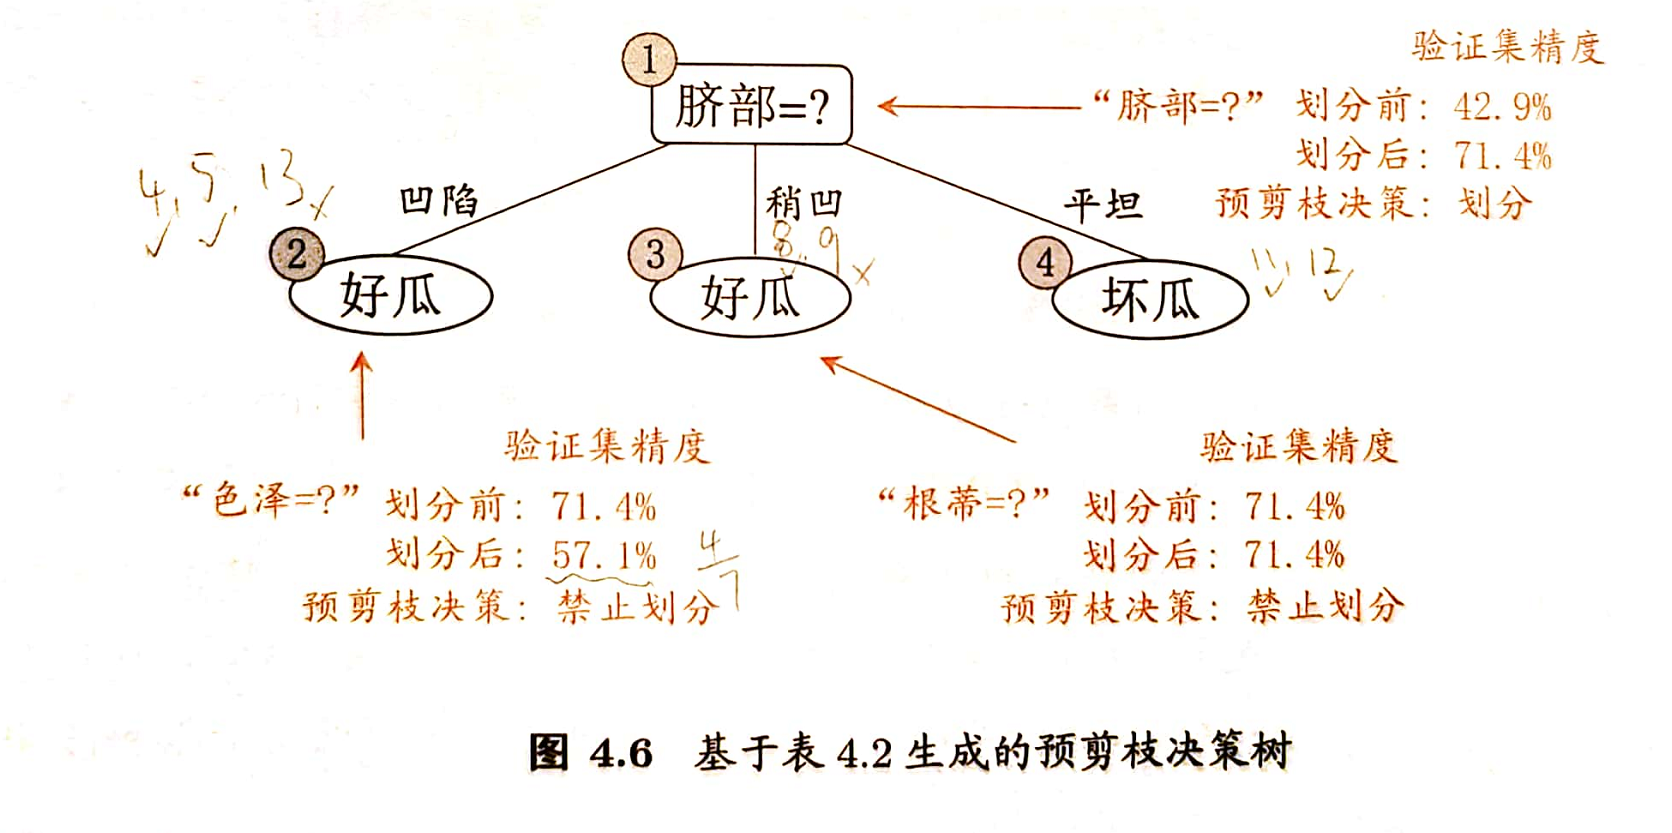 验证集精度
1
脐部=?
“脐部=?” 划分前: 42.9%
划分后: 71.4%
预剪枝决策: 划分
4, 5, 13
凹陷
稍凹
平坦
8, 9
11, 12
2
好瓜
3
好瓜
4
坏瓜
验证集精度
“色泽=?” 划分前: 71.4%
划分后: 57.1%
4/7
预剪枝决策: 禁止划分
验证集精度
“根蒂=?” 划分前: 71.4%
划分后: 71.4%
预剪枝决策: 禁止划分
图 4.6 基于表 4.2 生成的预剪枝决策树